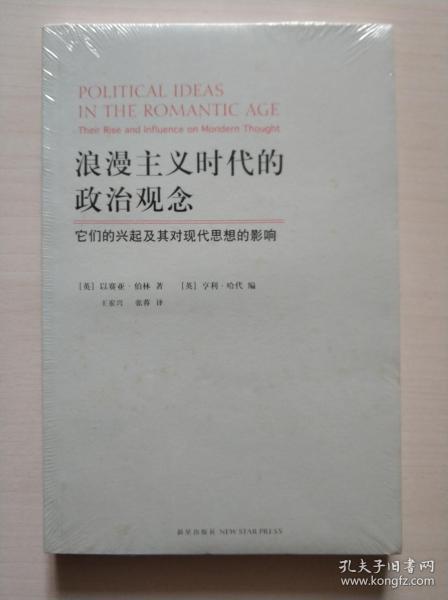 POLITICAL IDEAS
IN THE ROMANTIC AGE
Their Rise and Influence on Mondern Thought
浪漫主义时代的
政治观念
它们的兴起及其对现代思想的影响
[英] 以赛亚·伯林 著 [英] 亨利·哈代 编
王岽兴 张蓉 译
新星出版社 NEW STAR PRESS
孔夫子旧书网
www.kongfz.com